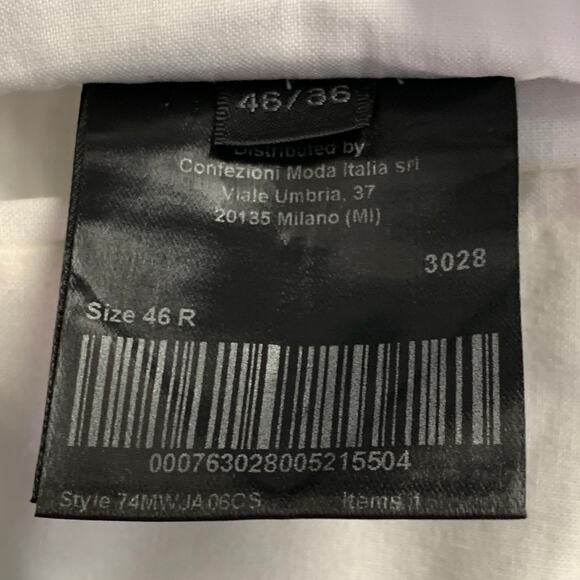 46/36
Distributed by
Confezioni Moda Italia srl
Viale Umbria, 37
20135 Milano (MI)
3028
Size 46 R
000763028005215504
Style 74MWJA06CS Items 1